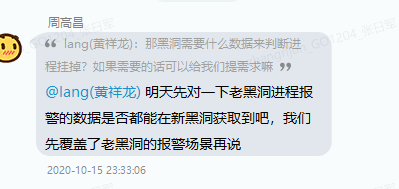 周高昌
lang(黄祥龙)：那黑洞需要什么数据来判断进
程挂掉？如果需要的话可以给我们提需求嘛
@lang(黄祥龙) 明天先对一下老黑洞进程报
警的数据是否都能在新黑洞获取到吧，我们
先覆盖了老黑洞的报警场景再说
2020-10-15 23:33:06